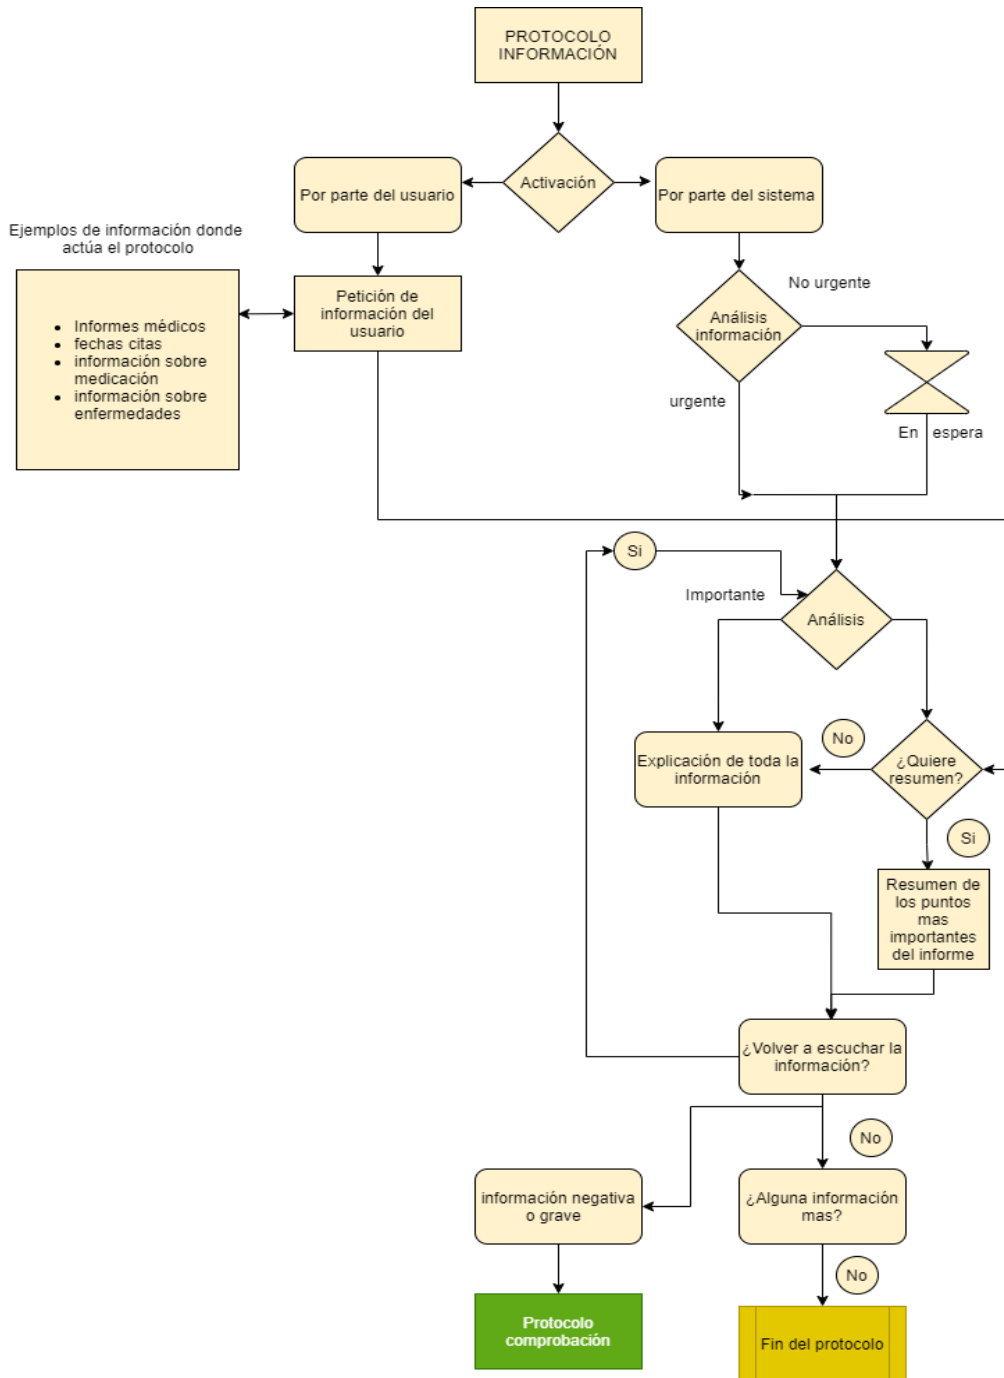 PROTOCOLO
INFORMACIÓN
Activación
Por parte del usuario
Por parte del sistema
Ejemplos de información donde
actúa el protocolo
Informes médicos
fechas citas
información sobre
medicación
información sobre
enfermedades
Petición de
información del
usuario
No urgente
Análisis
información
urgente
En espera
Si
Importante
Análisis
Explicación de toda la
información
No
¿Quiere
resumen?
Si
Resumen de
los puntos
mas
importantes
del informe
¿Volver a escuchar la
información?
No
información negativa
o grave
¿Alguna información
mas?
No
Protocolo
comprobación
Fin del protocolo